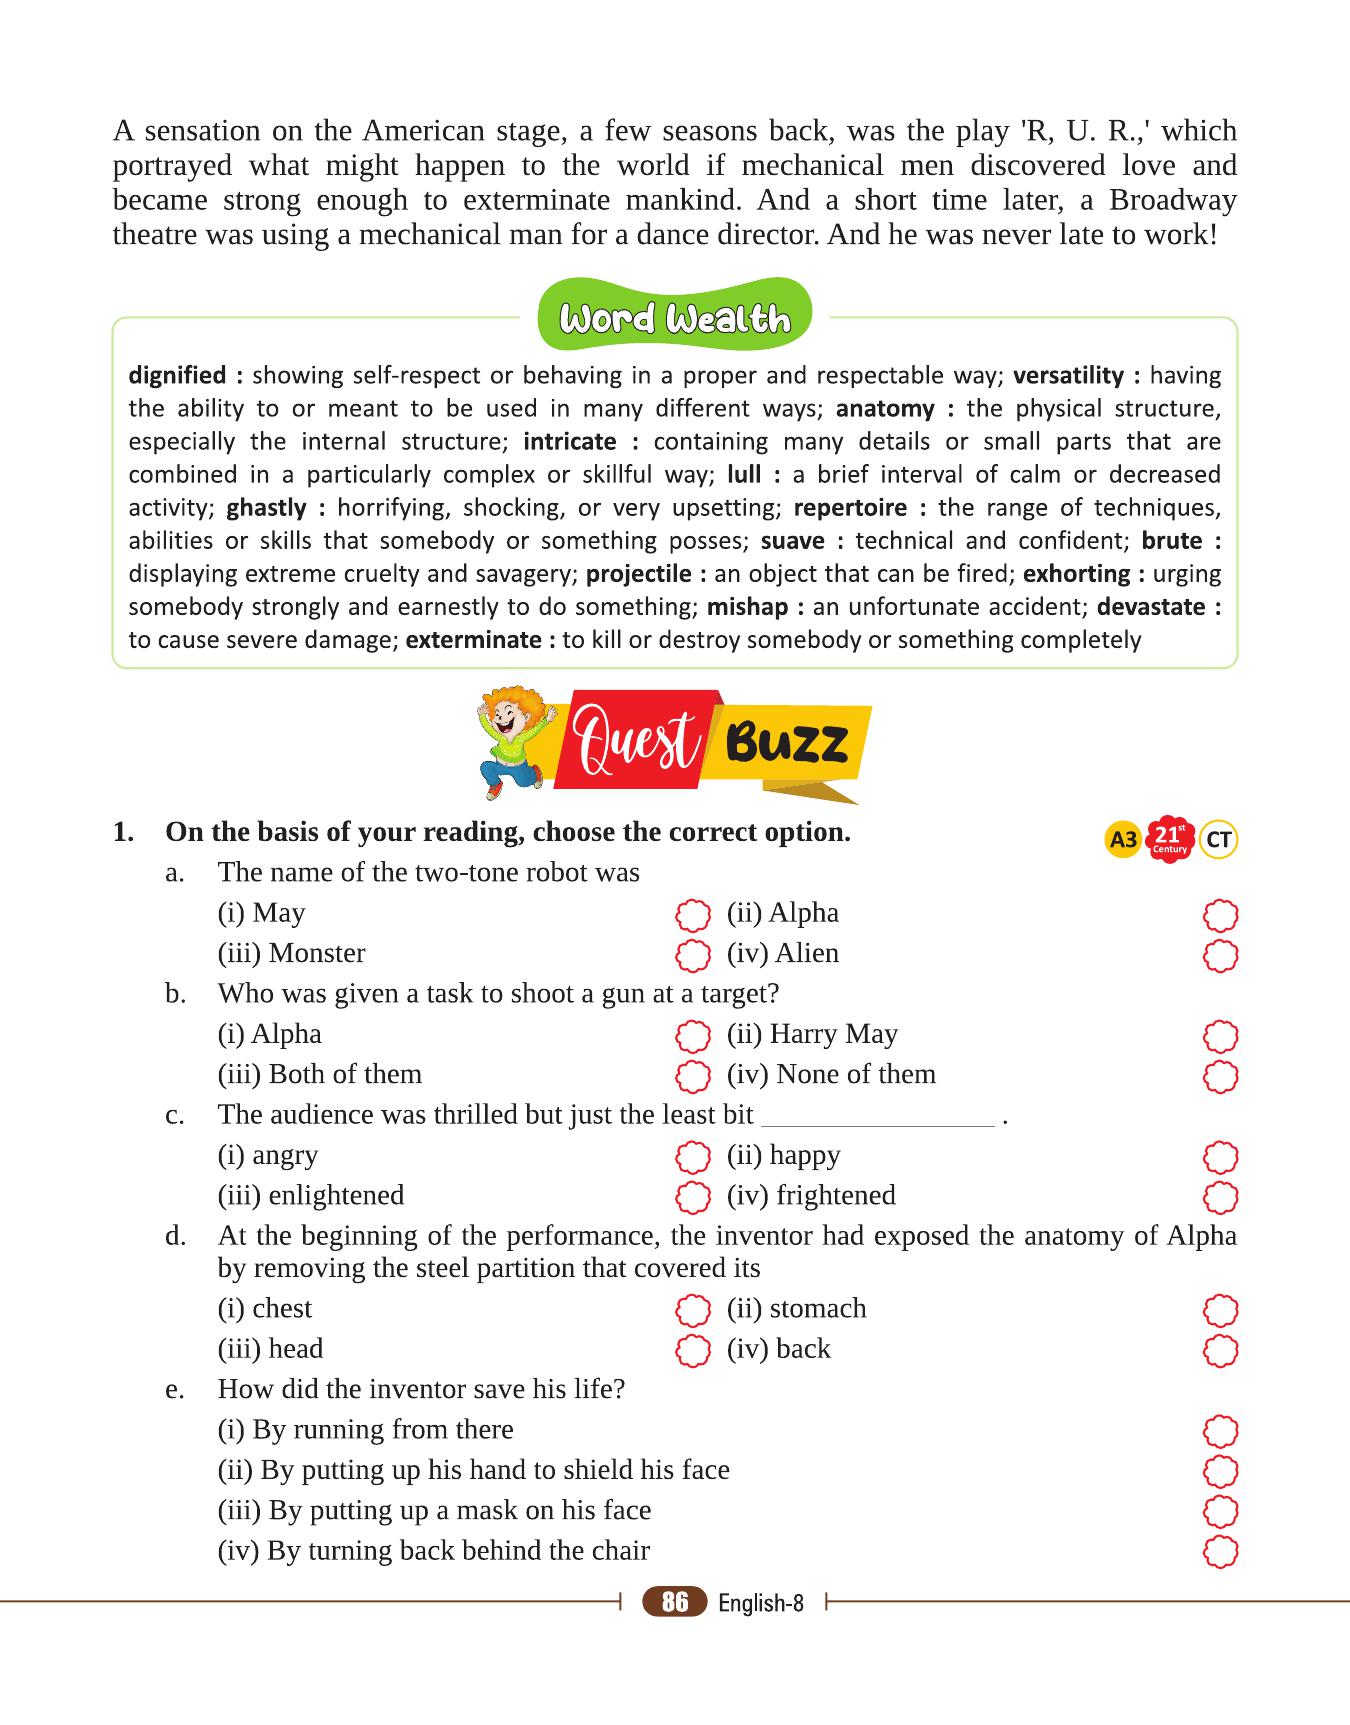 A sensation on the American stage, a few seasons back, was the play 'R, U. R.,' which
portrayed what might happen to the world if mechanical men discovered love and
became strong enough to exterminate mankind. And a short time later, a Broadway
theatre was using a mechanical man for a dance director. And he was never late to work!
Word Wealth
dignified : showing self-respect or behaving in a proper and respectable way; versatility : having
the ability to or meant to be used in many different ways; anatomy : the physical structure,
especially the internal structure; intricate : containing many details or small parts that are
combined in a particularly complex or skillful way; lull : a brief interval of calm or decreased
activity; ghastly : horrifying, shocking, or very upsetting; repertoire : the range of techniques,
abilities or skills that somebody or something posses; suave : technical and confident; brute :
displaying extreme cruelty and savagery; projectile : an object that can be fired; exhorting : urging
somebody strongly and earnestly to do something; mishap : an unfortunate accident; devastate :
to cause severe damage; exterminate : to kill or destroy somebody or something completely
Quest Buzz
1. On the basis of your reading, choose the correct option. A3 21st Century CT
a. The name of the two-tone robot was
(i) May (ii) Alpha
(iii) Monster (iv) Alien
b. Who was given a task to shoot a gun at a target?
(i) Alpha (ii) Harry May
(iii) Both of them (iv) None of them
c. The audience was thrilled but just the least bit ________________ .
(i) angry (ii) happy
(iii) enlightened (iv) frightened
d. At the beginning of the performance, the inventor had exposed the anatomy of Alpha
by removing the steel partition that covered its
(i) chest (ii) stomach
(iii) head (iv) back
e. How did the inventor save his life?
(i) By running from there
(ii) By putting up his hand to shield his face
(iii) By putting up a mask on his face
(iv) By turning back behind the chair
86 English-8